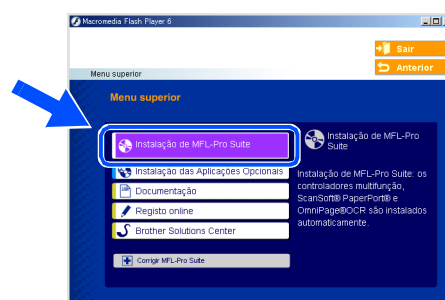 Macromedia Flash Player 6
Sair
Anterior
Menu superior
Menu superior
Instalação de MFL-Pro Suite
Instalação das Aplicações Opcionais
Documentação
Registo online
Brother Solutions Center
Corrigir MFL-Pro Suite
Instalação de MFL-Pro
Suite
Instalação de MFL-Pro Suite: os
controladores multifunção,
ScanSoft® PaperPort® e
OmniPage®OCR são instalados
automaticamente.